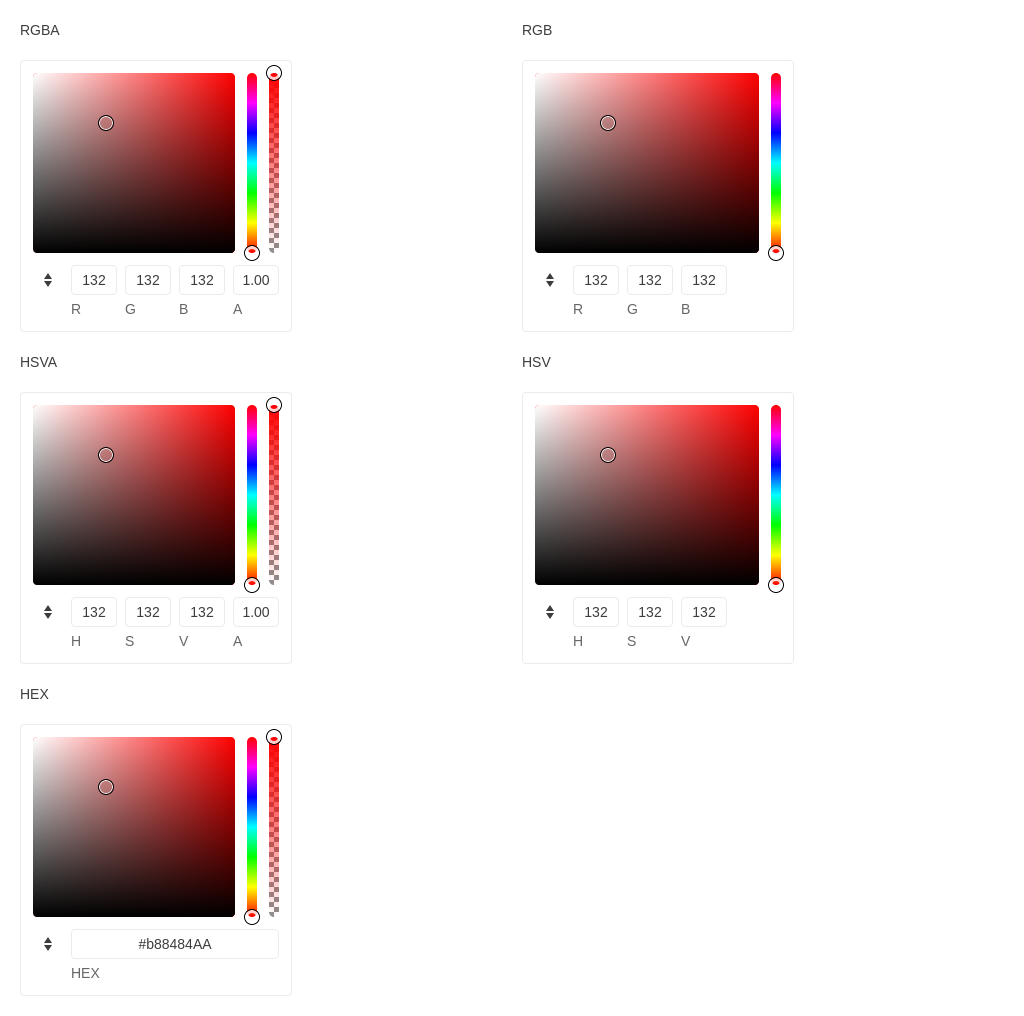 RGBA
RGB
132 132 132 1.00
R G B A
132 132 132
R G B
HSVA
HSV
132 132 132 1.00
H S V A
132 132 132
H S V
HEX
#b88484AA
HEX